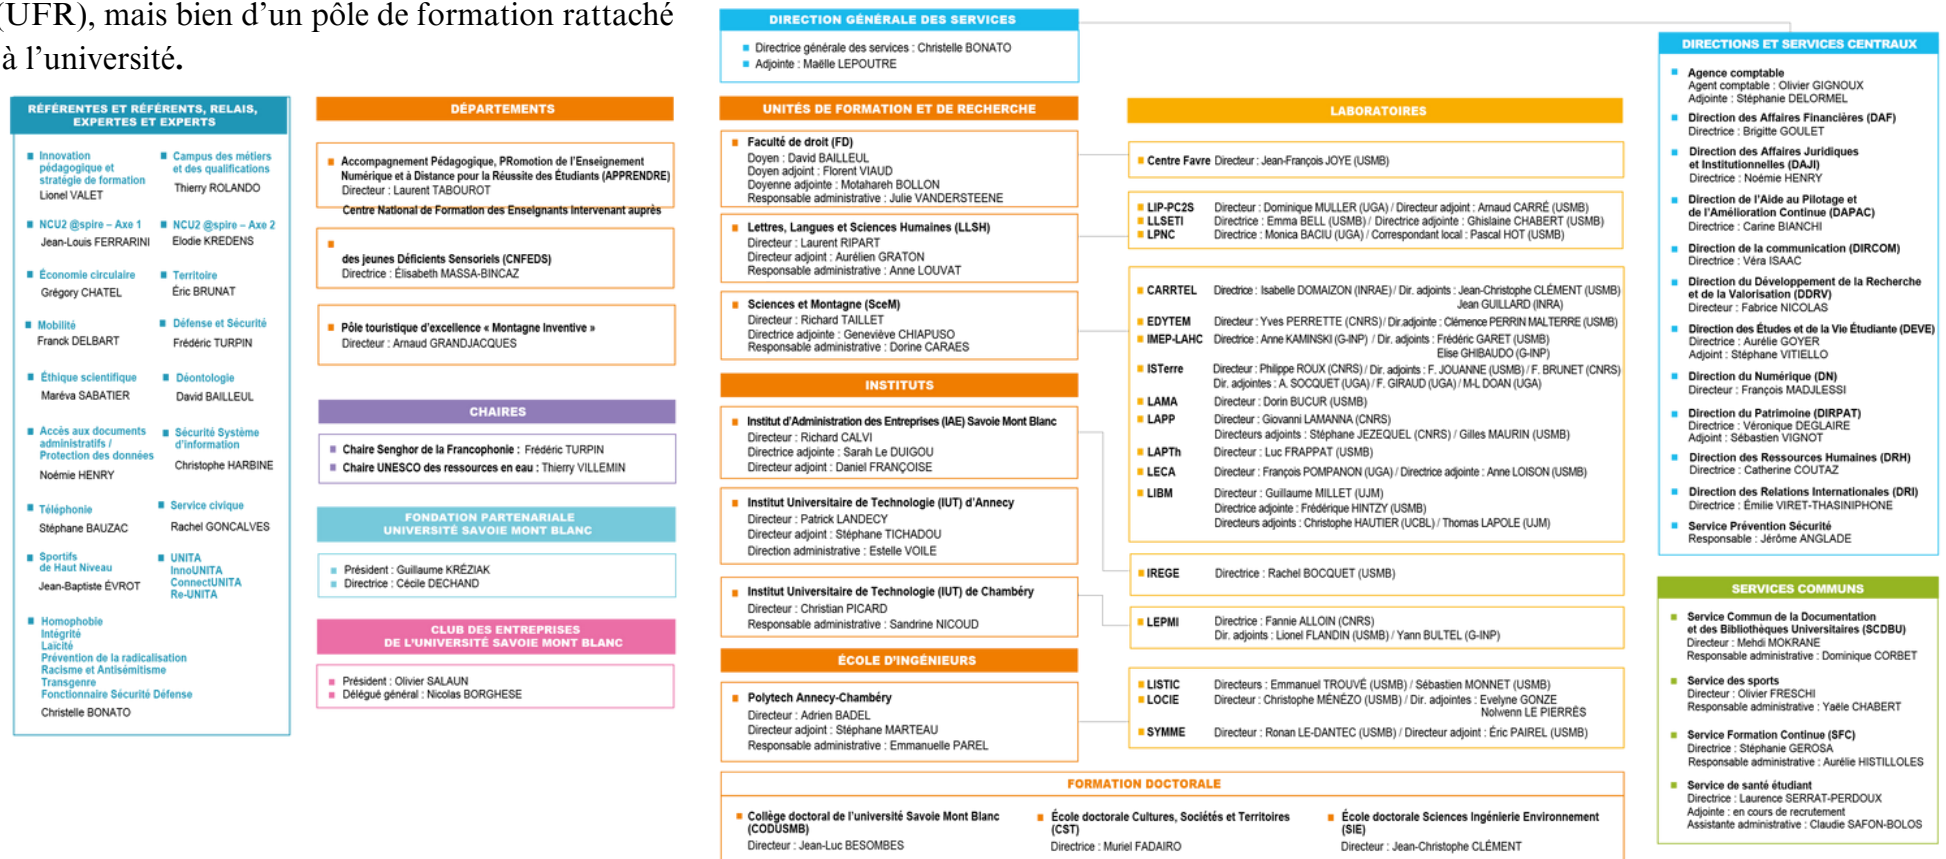 (UFR), mais bien d'un pôle de formation rattaché
à l'université.
DIRECTION GÉNÉRALE DES SERVICES
Directrice générale des services : Christelle BONATO
Adjointe : Maëlle LEPOUTRE
RÉFÉRENTES ET RÉFÉRENTS, RELAIS,
EXPERTES ET EXPERTS
Innovation
pédagogique et
stratégie de formation
Lionel VALET
Campus des métiers
et des qualifications
Thierry ROLANDO
NCU2 @spire – Axe 1
Jean-Louis FERRARINI
NCU2 @spire – Axe 2
Elodie KREDENS
Économie circulaire
Grégory CHATEL
Territoire
Éric BRUNAT
Mobilité
Franck DELBART
Défense et Sécurité
Frédéric TURPIN
Éthique scientifique
Maréva SABATIER
Déontologie
David BAILLEUL
Accès aux documents
administratifs /
Protection des données
Noémie HENRY
Sécurité Système
d'information
Christophe HARBINE
Téléphonie
Stéphane BAUZAC
Service civique
Rachel GONCALVES
Sportifs
de Haut Niveau
Jean-Baptiste ÉVROT
UNITA
InnoUNITA
ConnectUNITA
Re-UNITA
Homophobie
Intégrité
Laïcité
Prévention de la radicalisation
Racisme et Antisémitisme
Transgenre
Fonctionnaire Sécurité Défense
Christelle BONATO
DÉPARTEMENTS
Accompagnement Pédagogique, PRomotion de l'Enseignement
Numérique et à Distance pour la Réussite des Étudiants (APPRENDRE)
Directeur : Laurent TABOUROT
Centre National de Formation des Enseignants Intervenant auprès
des jeunes Déficients Sensoriels (CNFEDS)
Directrice : Élisabeth MASSA-BINCAZ
Pôle touristique d'excellence « Montagne Inventive »
Directeur : Arnaud GRANDJACQUES
CHAIRES
Chaire Senghor de la Francophonie : Frédéric TURPIN
Chaire UNESCO des ressources en eau : Thierry VILLEMIN
FONDATION PARTENARIALE
UNIVERSITÉ SAVOIE MONT BLANC
Président : Guillaume KRÉZIAK
Directrice : Cécile DECHAND
CLUB DES ENTREPRISES
DE L'UNIVERSITÉ SAVOIE MONT BLANC
Président : Olivier SALAUN
Délégué général : Nicolas BORGHESE
UNITÉS DE FORMATION ET DE RECHERCHE
Faculté de droit (FD)
Doyen : David BAILLEUL
Doyen adjoint : Florent VIAUD
Doyenne adjointe : Motahareh BOLLON
Responsable administrative : Julie VANDERSTEENE
Lettres, Langues et Sciences Humaines (LLSH)
Directeur : Laurent RIPART
Directeur adjoint : Aurélien GRATON
Responsable administrative : Anne LOUVAT
Sciences et Montagne (SceM)
Directeur : Richard TAILLET
Directrice adjointe : Geneviève CHIAPUSO
Responsable administrative : Dorine CARAES
INSTITUTS
Institut d'Administration des Entreprises (IAE) Savoie Mont Blanc
Directeur : Richard CALVI
Directrice adjointe : Sarah Le DUIGOU
Directeur adjoint : Daniel FRANÇOISE
Institut Universitaire de Technologie (IUT) d'Annecy
Directeur : Patrick LANDECY
Directeur adjoint : Stéphane TICHADOU
Direction administrative : Estelle VOILE
Institut Universitaire de Technologie (IUT) de Chambéry
Directeur : Christian PICARD
Responsable administrative : Sandrine NICOUD
ÉCOLE D'INGÉNIEURS
Polytech Annecy-Chambéry
Directeur : Adrien BADEL
Directeur adjoint : Stéphane MARTEAU
Responsable administrative : Emmanuelle PAREL
LABORATOIRES
Centre Favre Directeur : Jean-François JOYE (USMB)
LIP-PC2S Directeur : Dominique MULLER (UGA) / Directeur adjoint : Arnaud CARRÉ (USMB)
LLSETI Directrice : Emma BELL (USMB) / Directrice adjointe : Ghislaine CHABERT (USMB)
LPNC Directrice : Monica BACIU (UGA) / Correspondant local : Pascal HOT (USMB)
CARRTEL Directrice : Isabelle DOMAIZON (INRAE) / Dir. adjoints : Jean-Christophe CLÉMENT (USMB)
Jean GUILLARD (INRA)
EDYTEM Directeur : Yves PERRETTE (CNRS) / Dir.adjointe : Clémence PERRIN MALTERRE (USMB)
IMEP-LAHC Directrice : Anne KAMINSKI (G-INP) / Dir. adjoints : Frédéric GARET (USMB)
Elise GHIBAUDO (G-INP)
ISTerre Directeur : Philippe ROUX (CNRS) / Dir. adjoints : F. JOUANNE (USMB) / F. BRUNET (CNRS)
Dir. adjointes : A. SOCQUET (UGA) / F. GIRAUD (UGA) / M-L DOAN (UGA)
LAMA Directeur : Dorin BUCUR (USMB)
LAPP Directeur : Giovanni LAMANNA (CNRS)
Directeurs adjoints : Stéphane JEZEQUEL (CNRS) / Gilles MAURIN (USMB)
LAPTh Directeur : Luc FRAPPAT (USMB)
LECA Directeur : François POMPANON (UGA) / Directrice adjointe : Anne LOISON (USMB)
LIBM Directeur : Guillaume MILLET (UJM)
Directrice adjointe : Frédérique HINTZY (USMB)
Directeurs adjoints : Christophe HAUTIER (UCBL) / Thomas LAPOLE (UJM)
IREGE Directrice : Rachel BOCQUET (USMB)
LEPMI Directrice : Fannie ALLOIN (CNRS)
Dir. adjoints : Lionel FLANDIN (USMB) / Yann BULTEL (G-INP)
LISTIC Directeurs : Emmanuel TROUVÉ (USMB) / Sébastien MONNET (USMB)
LOCIE Directeur : Christophe MÉNÉZO (USMB) / Dir. adjointes : Evelyne GONZE
Nolwenn LE PIERRÈS
SYMME Directeur : Ronan LE-DANTEC (USMB) / Directeur adjoint : Éric PAIREL (USMB)
FORMATION DOCTORALE
Collège doctoral de l'université Savoie Mont Blanc
(CODUSMB)
Directeur : Jean-Luc BESOMBES
École doctorale Cultures, Sociétés et Territoires
(CST)
Directrice : Muriel FADAIRO
École doctorale Sciences Ingénierie Environnement
(SIE)
Directeur : Jean-Christophe CLÉMENT
DIRECTIONS ET SERVICES CENTRAUX
Agence comptable
Agent comptable : Olivier GIGNOUX
Adjointe : Stéphanie DELORMEL
Direction des Affaires Financières (DAF)
Directrice : Brigitte GOULET
Direction des Affaires Juridiques
et Institutionnelles (DAJI)
Directrice : Noémie HENRY
Direction de l'Aide au Pilotage et
de l'Amélioration Continue (DAPAC)
Directrice : Carine BIANCHI
Direction de la communication (DIRCOM)
Directrice : Véra ISAAC
Direction du Développement de la Recherche
et de la Valorisation (DDRV)
Directeur : Fabrice NICOLAS
Direction des Études et de la Vie Étudiante (DEVE)
Directrice : Aurélie GOYER
Adjoint : Stéphane VITIELLO
Direction du Numérique (DN)
Directeur : François MADJLESSI
Direction du Patrimoine (DIRPAT)
Directrice : Véronique DEGLAIRE
Adjoint : Sébastien VIGNOT
Direction des Ressources Humaines (DRH)
Directrice : Catherine COUTAZ
Direction des Relations Internationales (DRI)
Directrice : Émilie VIRET-THASINIPHONE
Service Prévention Sécurité
Responsable : Jérôme ANGLADE
SERVICES COMMUNS
Service Commun de la Documentation
et des Bibliothèques Universitaires (SCDBU)
Directeur : Mehdi MOKRANE
Responsable administrative : Dominique CORBET
Service des sports
Directeur : Olivier FRESCHI
Responsable administrative : Yaële CHABERT
Service Formation Continue (SFC)
Directrice : Stéphanie GEROSA
Responsable administrative : Aurélie HISTILLOLES
Service de santé étudiant
Directrice : Laurence SERRAT-PERDOUX
Adjointe : en cours de recrutement
Assistante administrative : Claudie SAFON-BOLOS